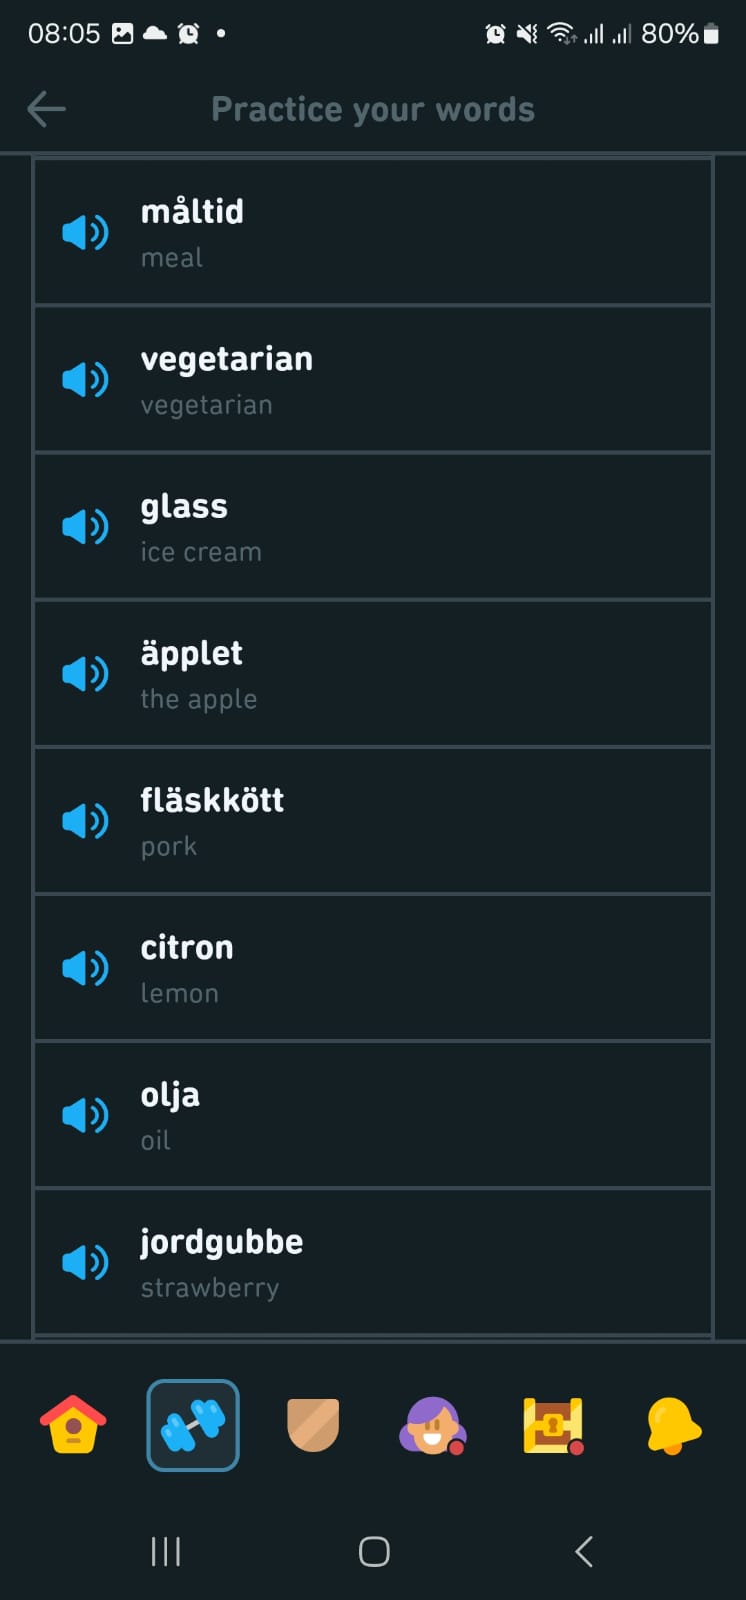 08:05 80%
Practice your words
måltid
meal
vegetarian
vegetarian
glass
ice cream
äpplet
the apple
fläskkött
pork
citron
lemon
olja
oil
jordgubbe
strawberry